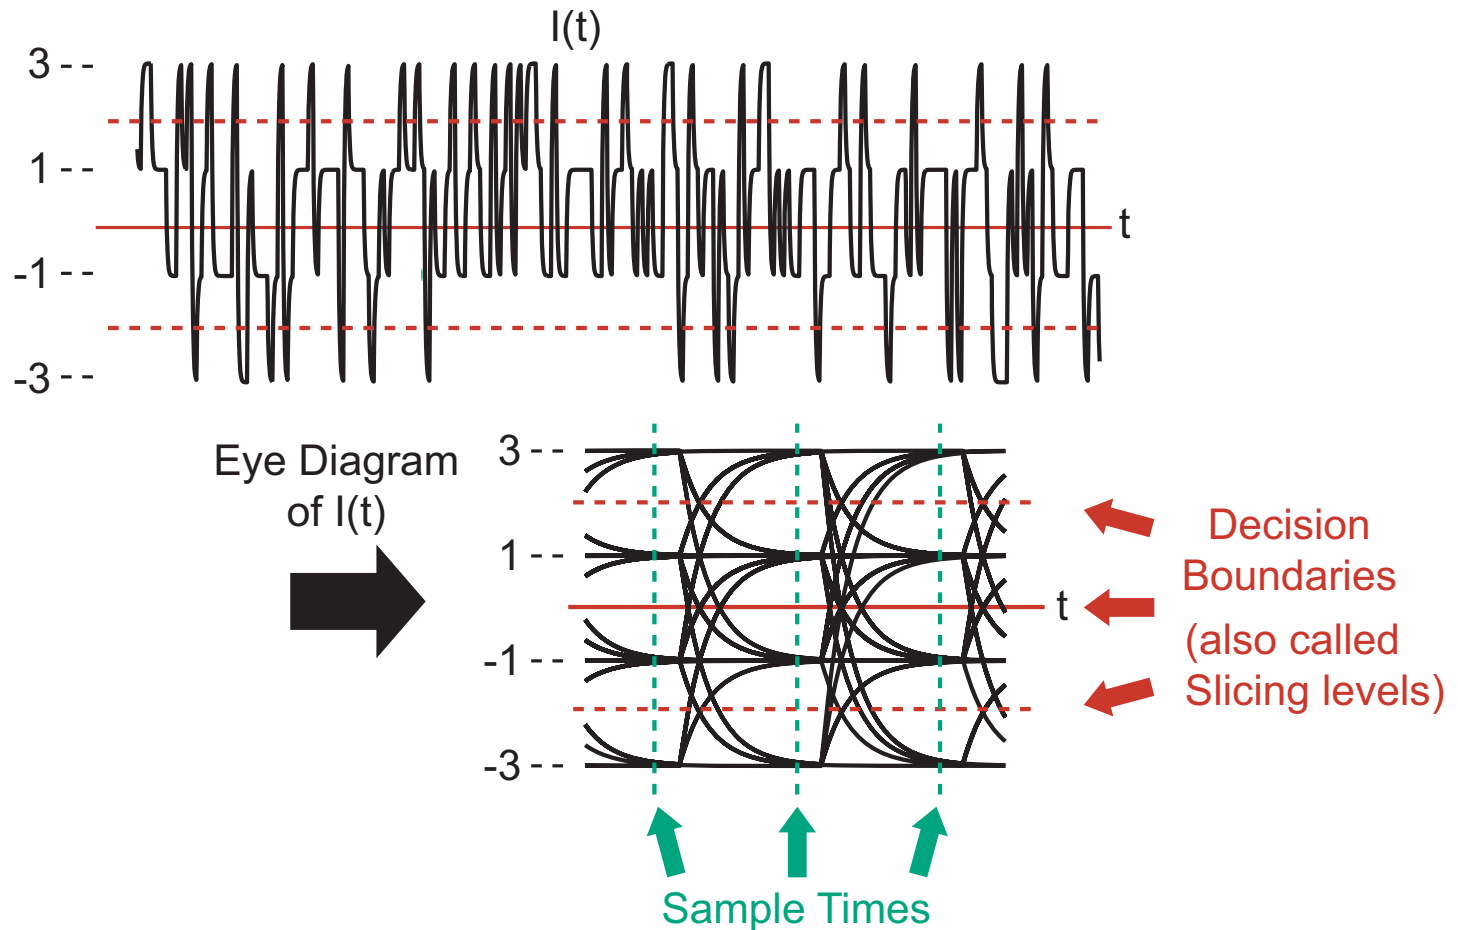 I(t)
3
1
t
-1
-3
Eye Diagram
of I(t)
3
1
t
-1
-3
Decision
Boundaries
(also called
Slicing levels)
Sample Times